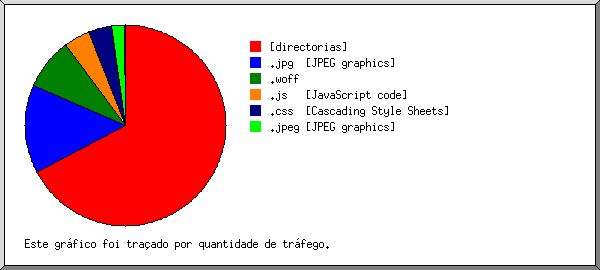 [directorias]
.jpg [JPEG graphics]
.woff
.js [JavaScript code]
.css [Cascading Style Sheets]
.jpeg [JPEG graphics]
Este gráfico foi traçado por quantidade de tráfego.